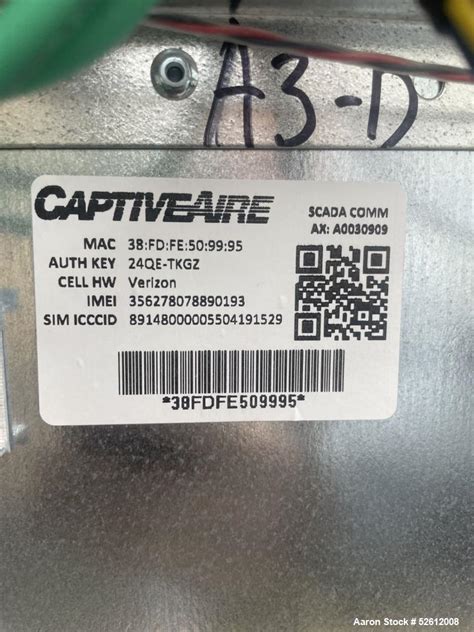 A3-D
CAPTIVEAIRE
SCADA COMM
AX: A0030909
MAC 38:FD:FE:50:99:95
AUTH KEY 24QE-TKGZ
CELL HW Verizon
IMEI 356278078890193
SIM ICCCID 89148000005504191529
*38FDFE509995*
Aaron Stock # 52612008